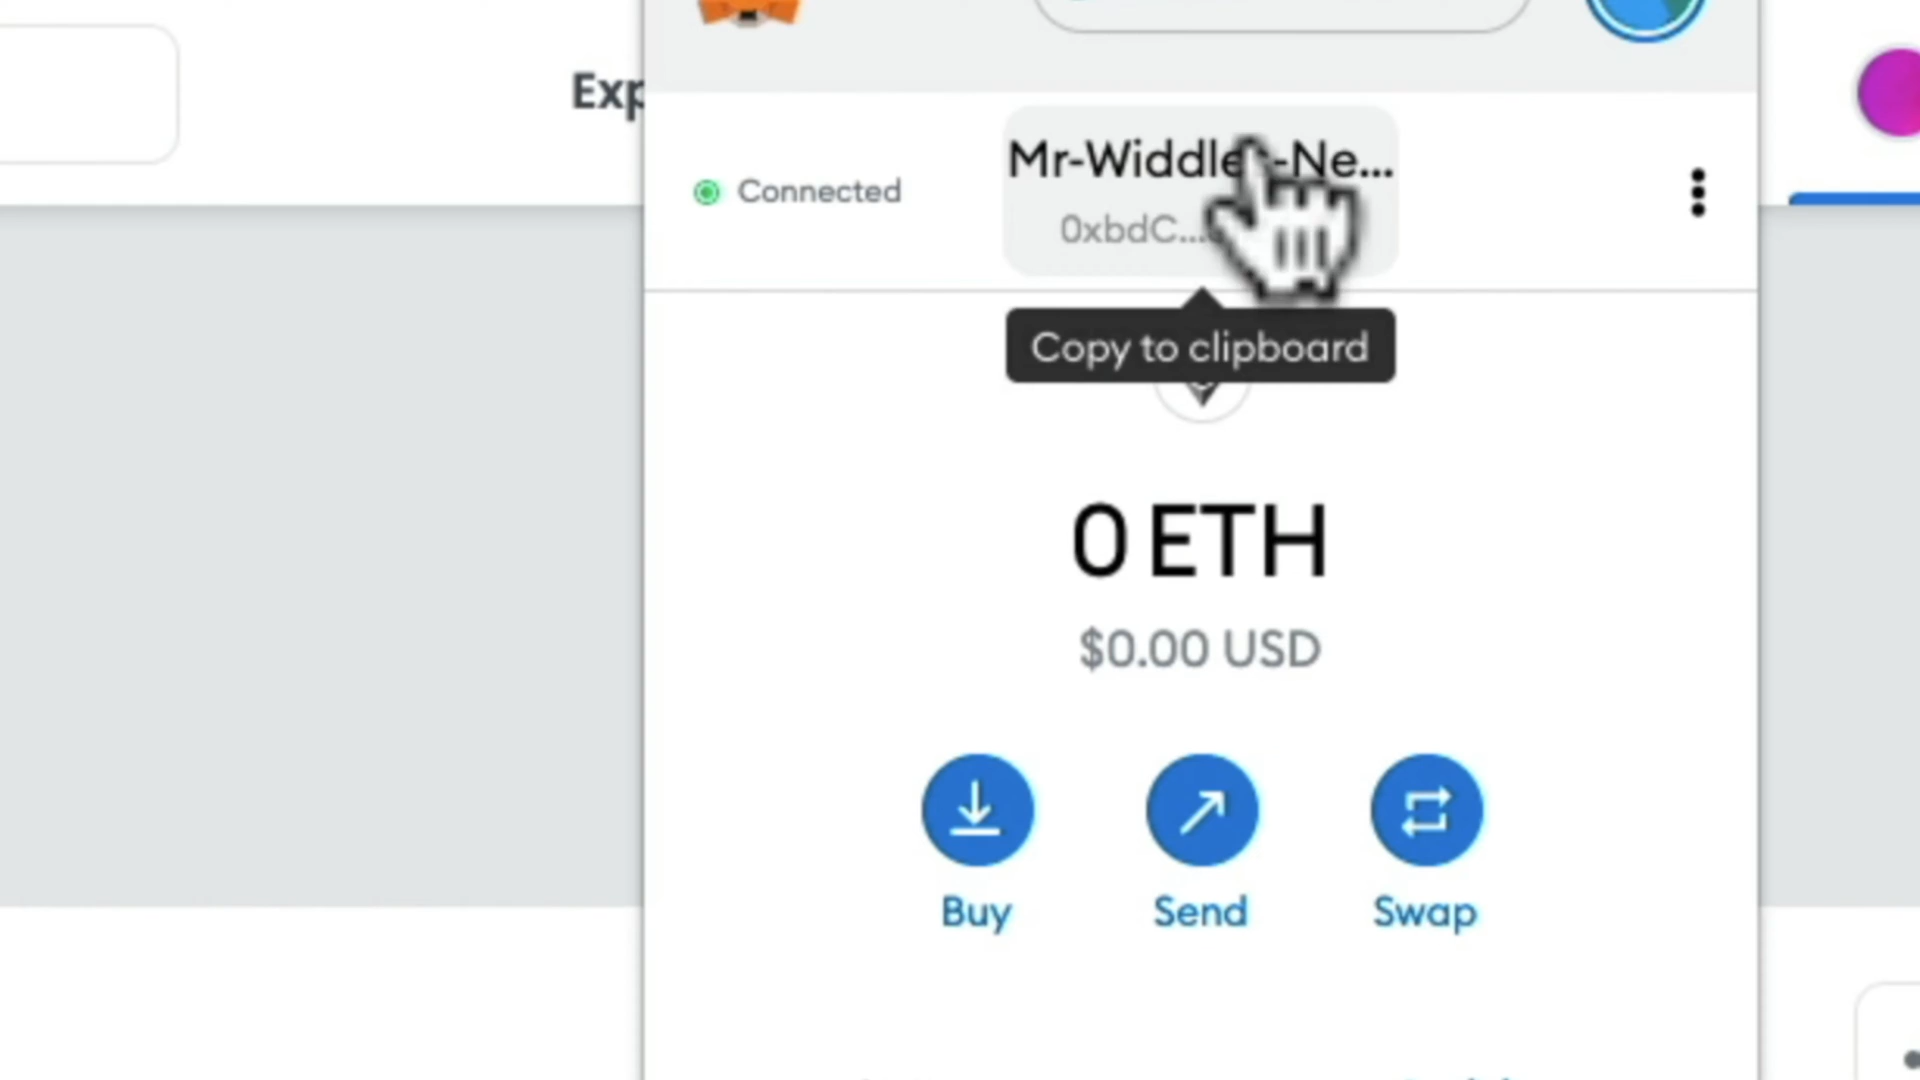 Exp
Connected
Mr-Widdle -Ne...
0xbdC...
Copy to clipboard
0 ETH
$0.00 USD
Buy
Send
Swap